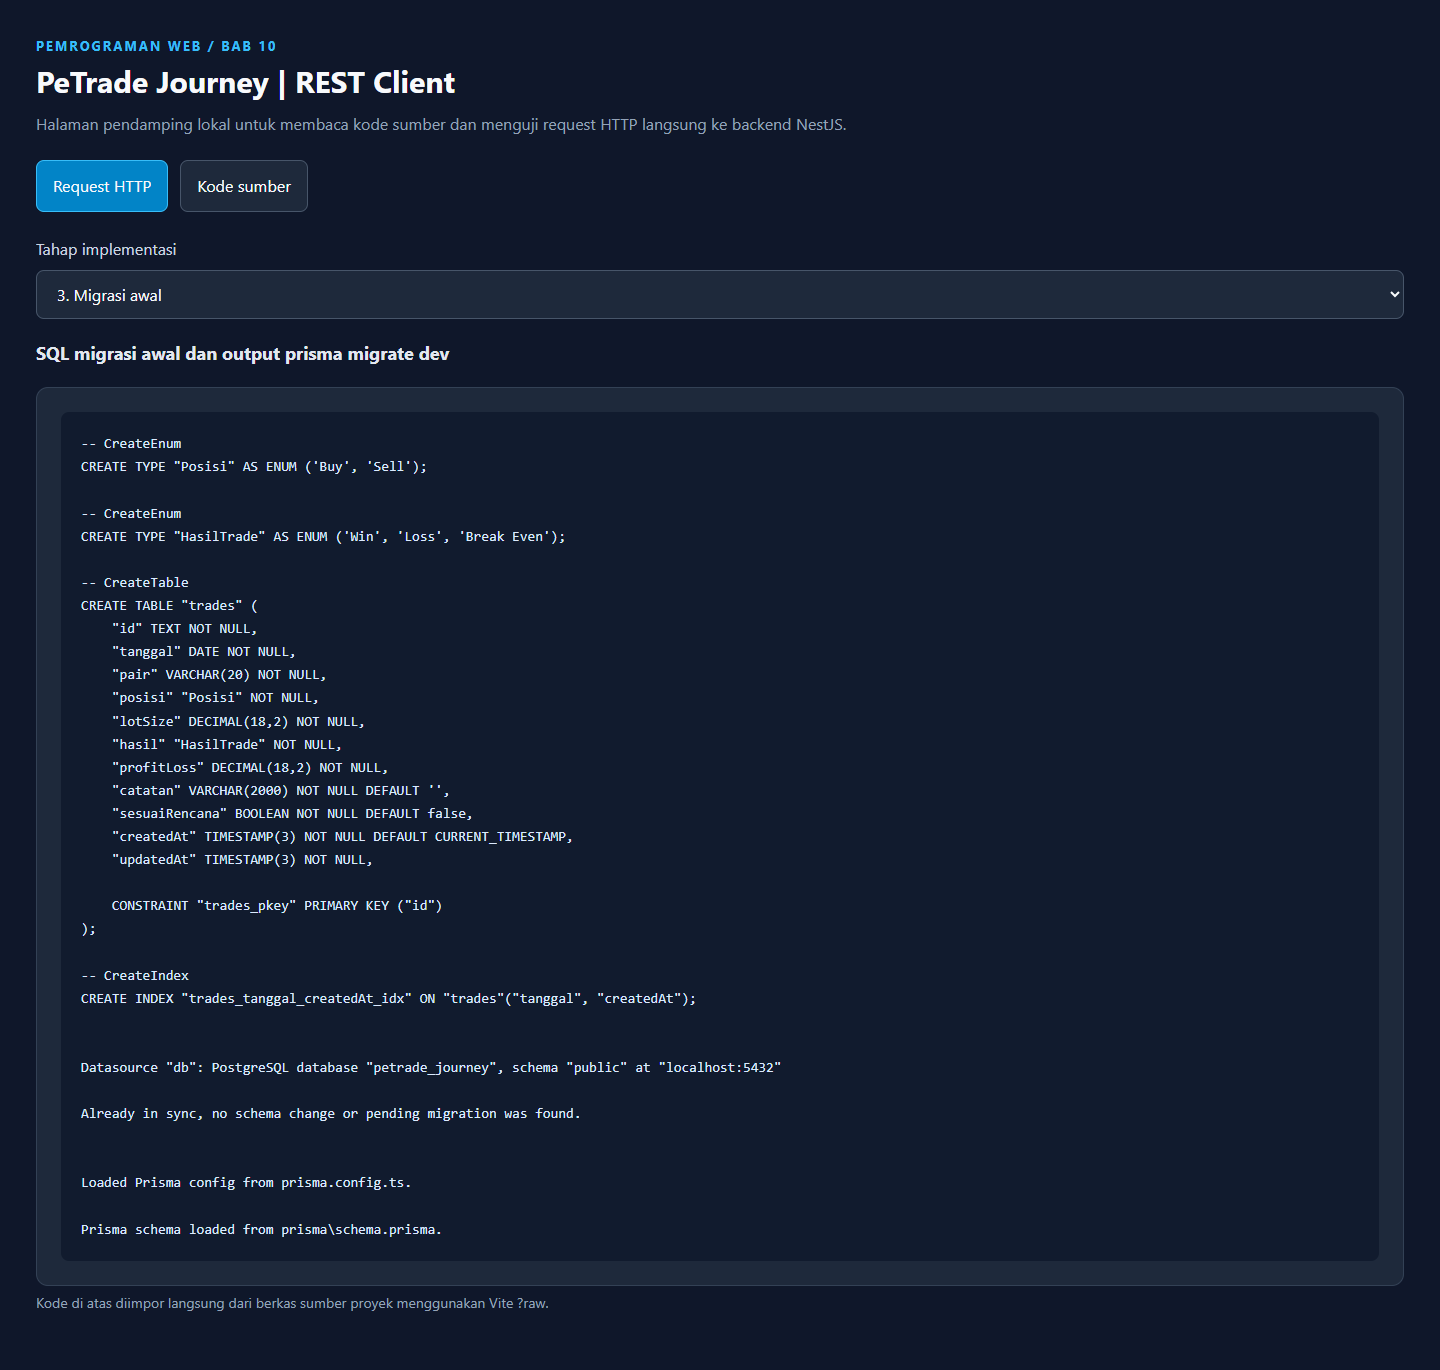 PEMROGRAMAN WEB / BAB 10
PeTrade Journey | REST Client
Halaman pendamping lokal untuk membaca kode sumber dan menguji request HTTP langsung ke backend NestJS.
Request HTTP
Kode sumber
Tahap implementasi
3. Migrasi awal
SQL migrasi awal dan output prisma migrate dev
-- CreateEnum
CREATE TYPE "Posisi" AS ENUM ('Buy', 'Sell');
-- CreateEnum
CREATE TYPE "HasilTrade" AS ENUM ('Win', 'Loss', 'Break Even');
-- CreateTable
CREATE TABLE "trades" (
    "id" TEXT NOT NULL,
    "tanggal" DATE NOT NULL,
    "pair" VARCHAR(20) NOT NULL,
    "posisi" "Posisi" NOT NULL,
    "lotSize" DECIMAL(18,2) NOT NULL,
    "hasil" "HasilTrade" NOT NULL,
    "profitLoss" DECIMAL(18,2) NOT NULL,
    "catatan" VARCHAR(2000) NOT NULL DEFAULT '',
    "sesuaiRencana" BOOLEAN NOT NULL DEFAULT false,
    "createdAt" TIMESTAMP(3) NOT NULL DEFAULT CURRENT_TIMESTAMP,
    "updatedAt" TIMESTAMP(3) NOT NULL,
    CONSTRAINT "trades_pkey" PRIMARY KEY ("id")
);
-- CreateIndex
CREATE INDEX "trades_tanggal_createdAt_idx" ON "trades"("tanggal", "createdAt");
Datasource "db": PostgreSQL database "petrade_journey", schema "public" at "localhost:5432"
Already in sync, no schema change or pending migration was found.
Loaded Prisma config from prisma.config.ts.
Prisma schema loaded from prisma\schema.prisma.
Kode di atas diimpor langsung dari berkas sumber proyek menggunakan Vite ?raw.